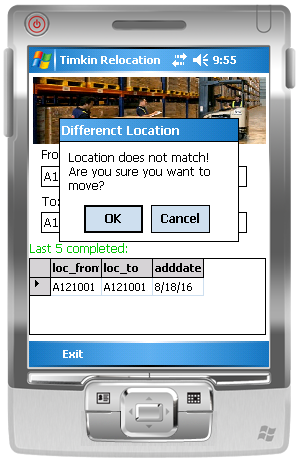 Timkin Relocation 9:55
Differenct Location
Location does not match!
Are you sure you want to
move?
OK Cancel
Fro
A1
To:
A1
Last 5 completed:
loc_from loc_to adddate
A121001 A121001 8/18/16
Exit